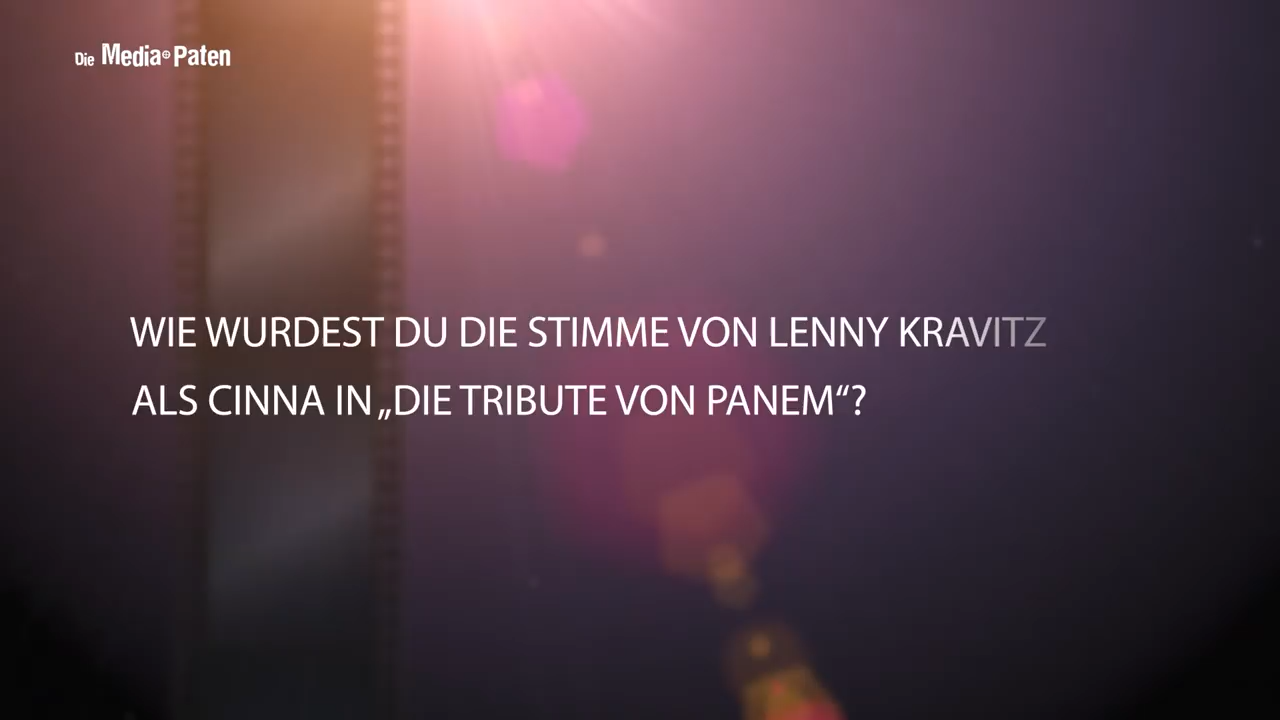 Die Media Paten
WIE WURDEST DU DIE STIMME VON LENNY KRAVITZ
ALS CINNA IN „DIE TRIBUTE VON PANEM“?